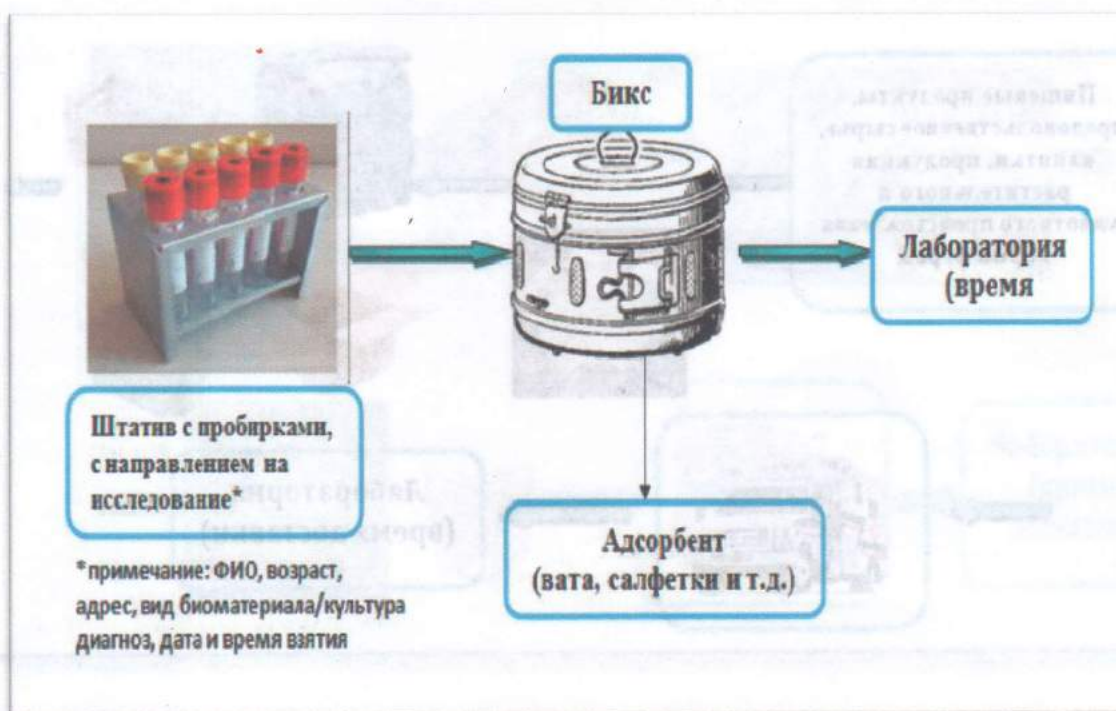 Бикс
Лаборатория
(время
Штатив с пробирками,
с направлением на
исследование*
*примечание: ФИО, возраст,
адрес, вид биоматериала/культура
диагноз, дата и время взятия
Адсорбент
(вата, салфетки и т.д.)